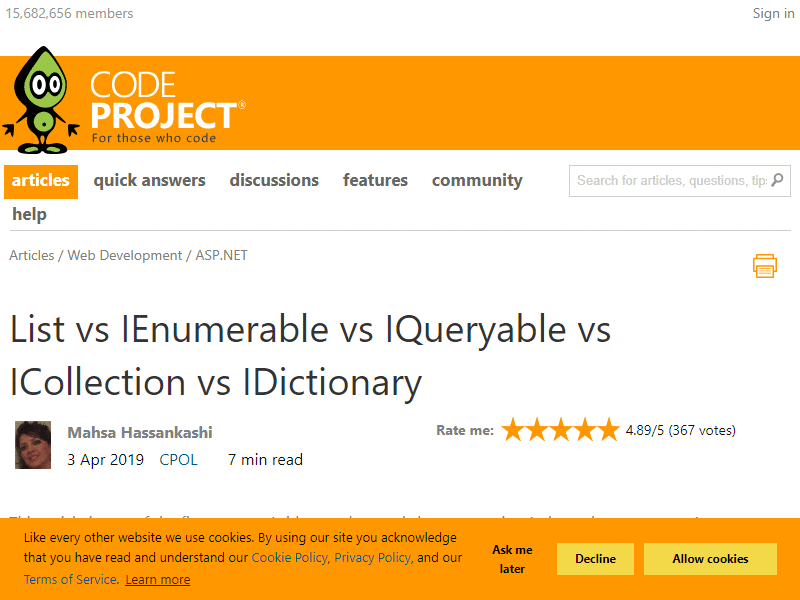 15,682,656 members
Sign in
CODE
PROJECT®
For those who code
articles quick answers discussions features community
Search for articles, questions, tips
help
Articles / Web Development / ASP.NET
List vs IEnumerable vs IQueryable vs
ICollection vs IDictionary
Mahsa Hassankashi
3 Apr 2019 CPOL 7 min read
Rate me: 4.89/5 (367 votes)
Like every other website we use cookies. By using our site you acknowledge
that you have read and understand our Cookie Policy, Privacy Policy, and our
Terms of Service. Learn more
Ask me
later
Decline
Allow cookies